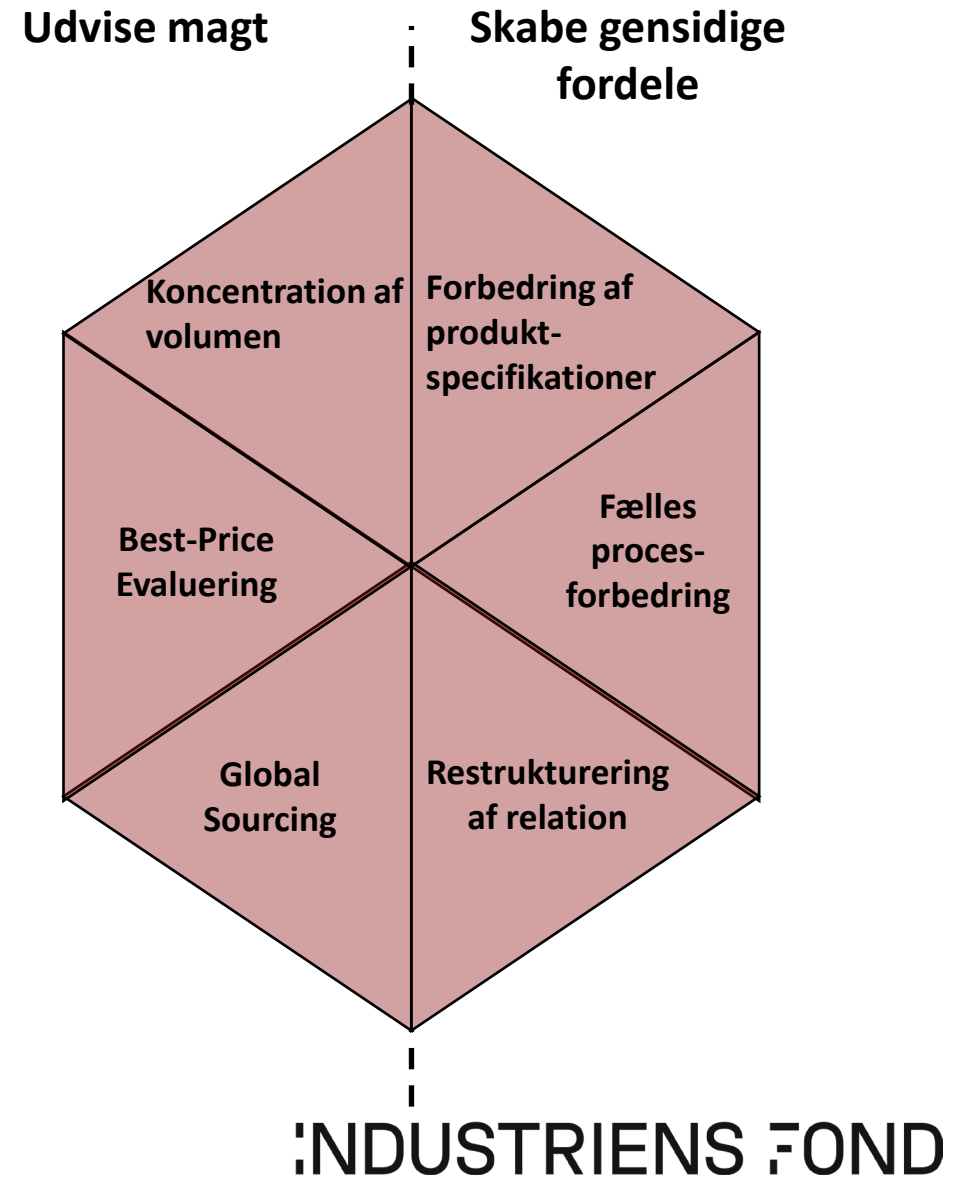 Udvise magt
Skabe gensidige
fordele
Koncentration af
volumen
Forbedring af
produkt-
specifikationer
Best-Price
Evaluering
Fælles
proces-
forbedring
Global
Sourcing
Restrukturering
af relation
INDUSTRIENS FOND